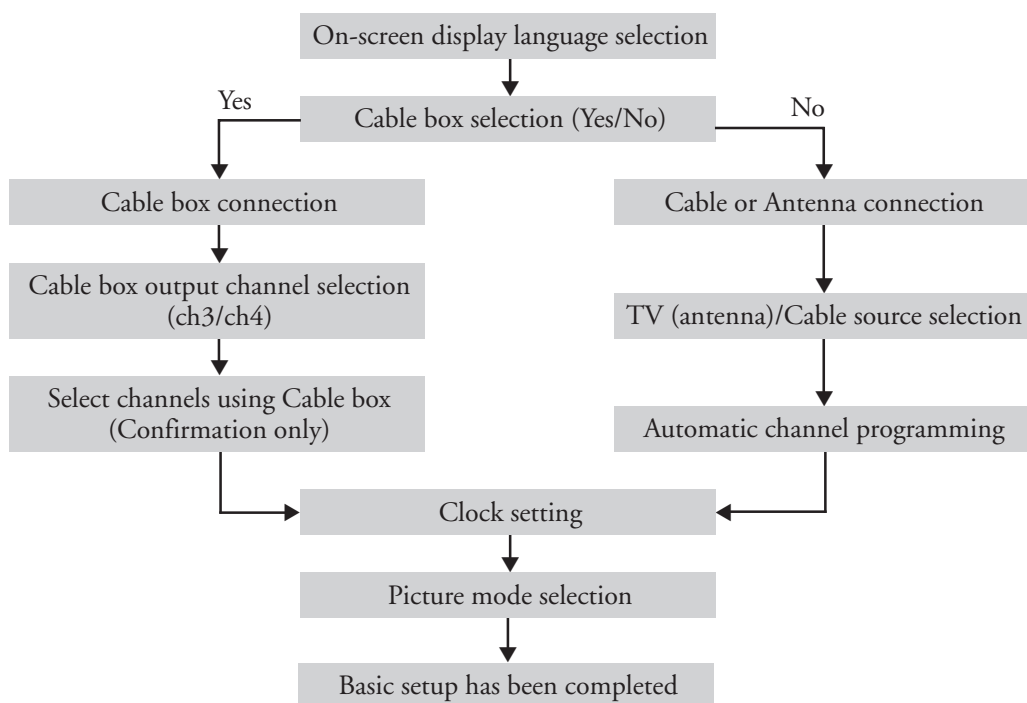 On-screen display language selection
Yes
Cable box selection (Yes/No)
No
Cable box connection
Cable or Antenna connection
Cable box output channel selection
(ch3/ch4)
TV (antenna)/Cable source selection
Select channels using Cable box
(Confirmation only)
Automatic channel programming
Clock setting
Picture mode selection
Basic setup has been completed